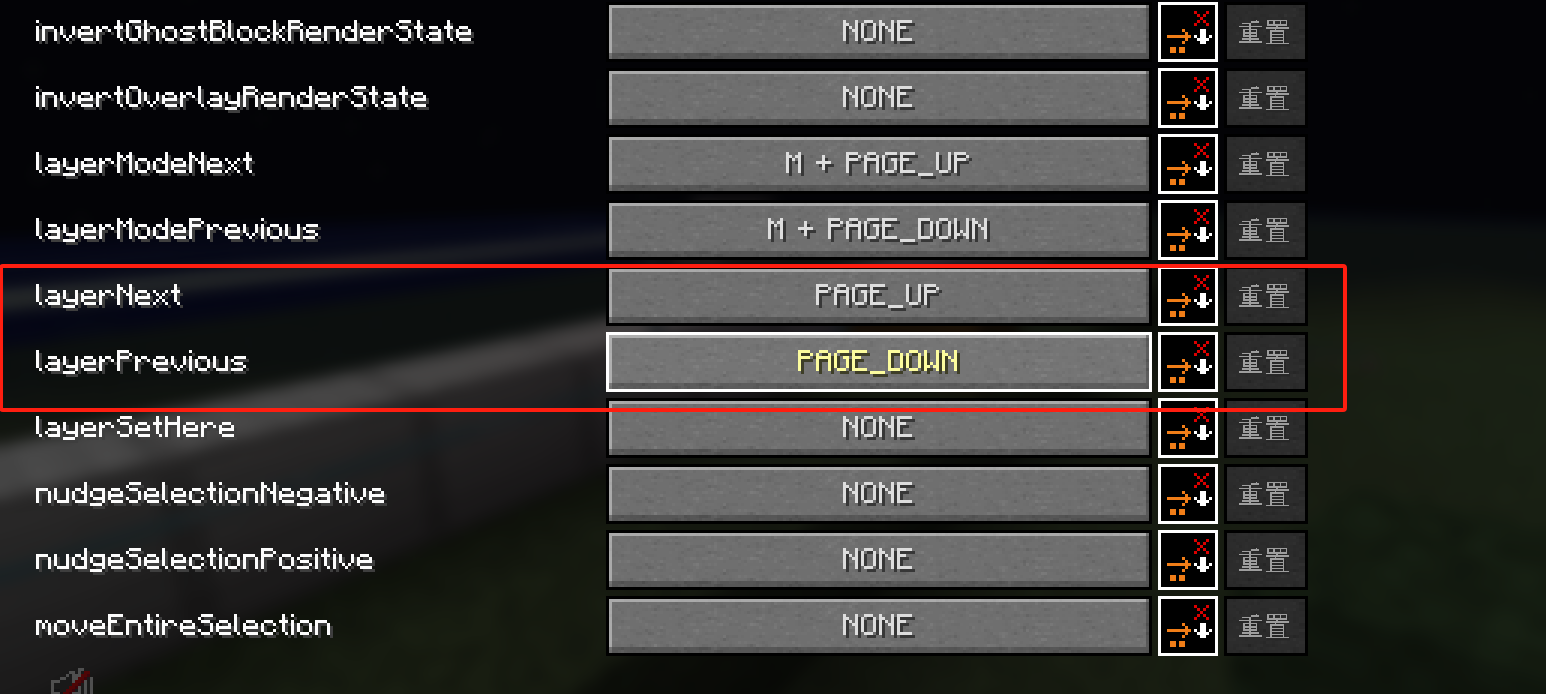 invertGhostBlockRenderState NONE 重置
invertOverlayRenderState NONE 重置
layerModeNext M + PAGE_UP 重置
layerModePrevious M + PAGE_DOWN 重置
layerNext PAGE_UP 重置
layerPrevious PAGE_DOWN 重置
layerSetHere NONE 重置
nudgeSelectionNegative NONE 重置
nudgeSelectionPositive NONE 重置
moveEntireSelection NONE 重置